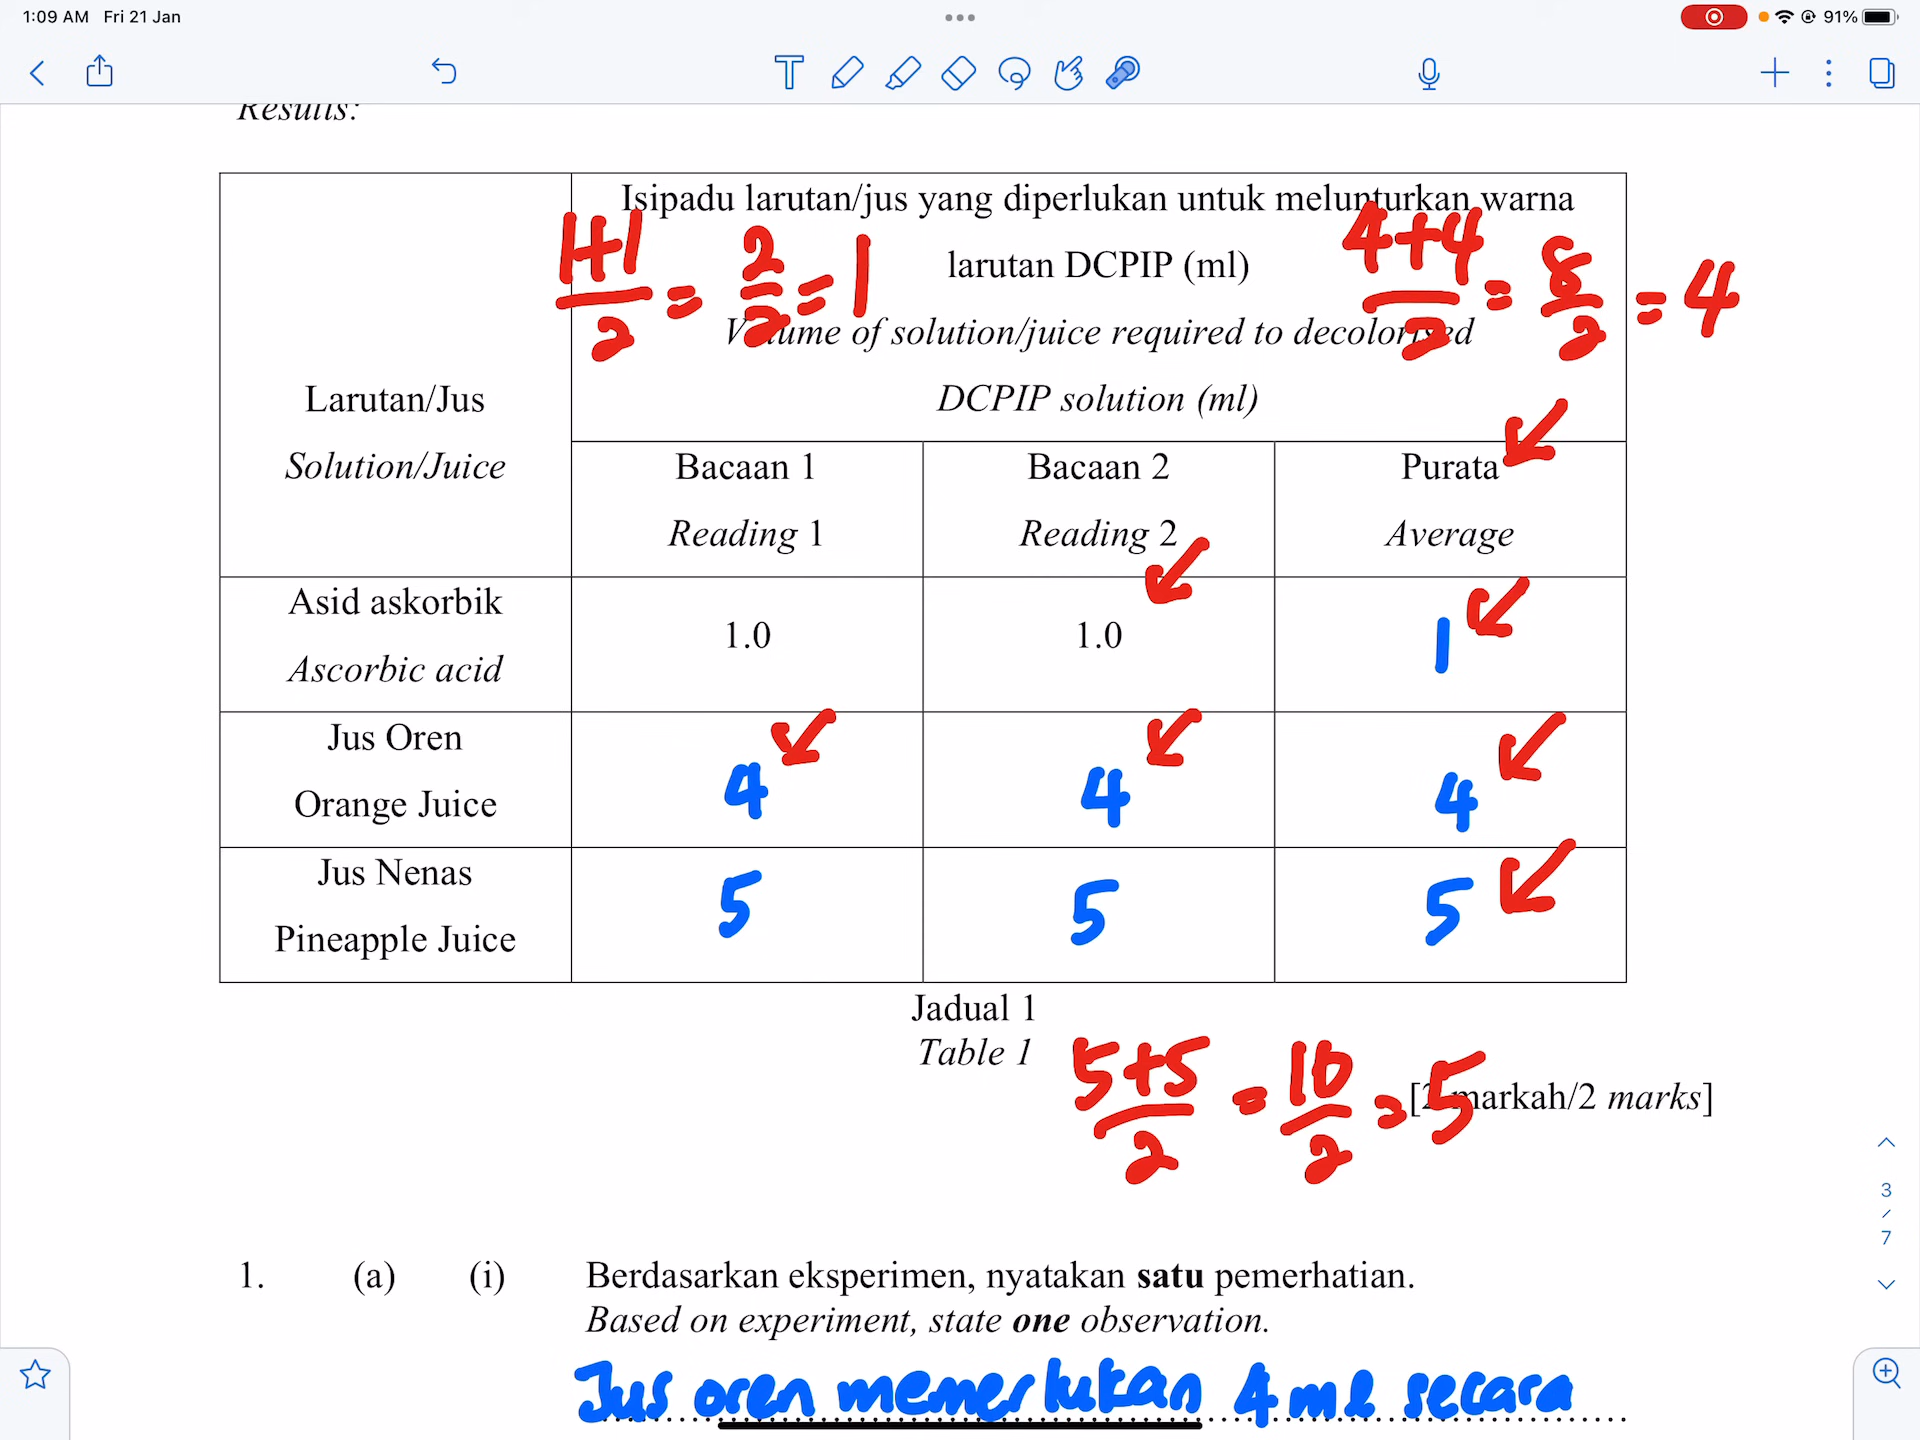 1:09 AM Fri 21 Jan
91%
Results:
Isipadu larutan/jus yang diperlukan untuk melunturkan warna
larutan DCPIP (ml)
Volume of solution/juice required to decolorised
DCPIP solution (ml)
1+1/2 = 2/2 = 1
4+4/2 = 8/2 = 4
Larutan/Jus
Solution/Juice
Bacaan 1
Reading 1
Bacaan 2
Reading 2
Purata
Average
Asid askorbik
Ascorbic acid
1.0
1.0
1
Jus Oren
Orange Juice
4
4
4
Jus Nenas
Pineapple Juice
5
5
5
Jadual 1
Table 1
5+5/2 = 10/2 = 5
[2 markah/2 marks]
3
/
7
1. (a) (i) Berdasarkan eksperimen, nyatakan satu pemerhatian.
Based on experiment, state one observation.
Jus oren memerlukan 4 ml secara